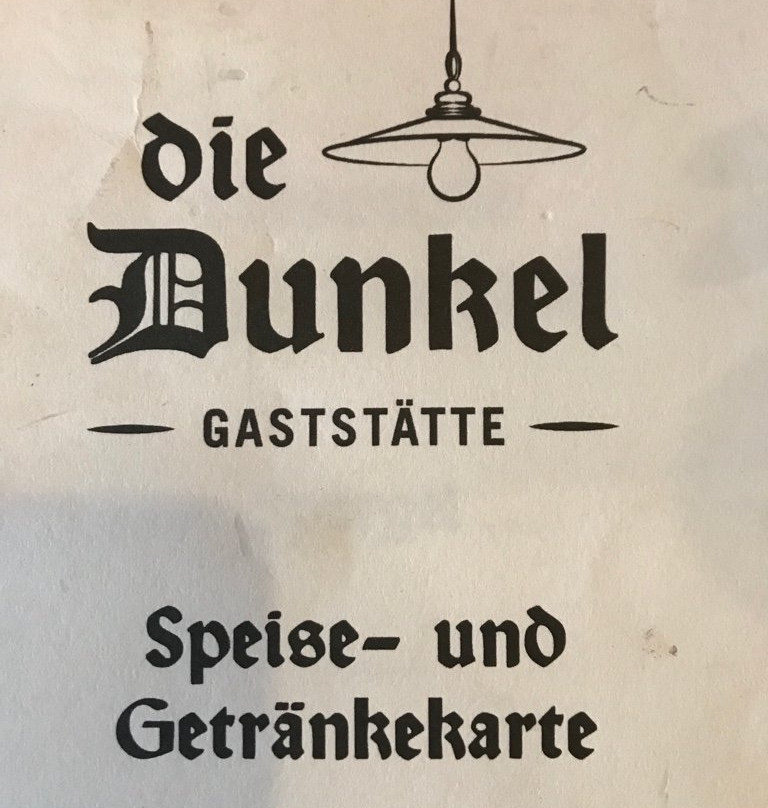 die
Dunkel
GASTSTÄTTE
Speise- und
Getränkekarte